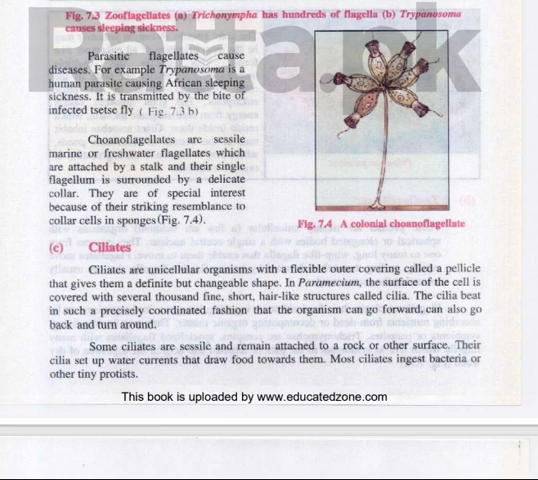 Fig. 7.3 Zooflagellates (a) Trichonympha has hundreds of flagella (b) Trypanosoma
causes sleeping sickness.
Parasitic flagellates cause
diseases. For example Trypanosoma is a
human parasite causing African sleeping
sickness. It is transmitted by the bite of
infected tsetse fly ( Fig. 7.3 b)
Choanoflagellates are sessile
marine or freshwater flagellates which
are attached by a stalk and their single
flagellum is surrounded by a delicate
collar. They are of special interest
because of their striking resemblance to
collar cells in sponges (Fig. 7.4).
Fig. 7.4 A colonial choanoflagellate
(c) Ciliates
Ciliates are unicellular organisms with a flexible outer covering called a pellicle
that gives them a definite but changeable shape. In Paramecium, the surface of the cell is
covered with several thousand fine, short, hair-like structures called cilia. The cilia beat
in such a precisely coordinated fashion that the organism can go forward, can also go
back and turn around.
Some ciliates are sessile and remain attached to a rock or other surface. Their
cilia set up water currents that draw food towards them. Most ciliates ingest bacteria or
other tiny protists.
This book is uploaded by www.educatedzone.com